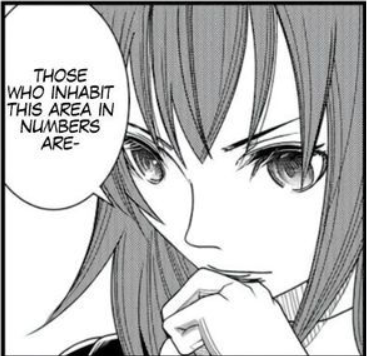 THOSE
WHO INHABIT
THIS AREA IN
NUMBERS
ARE-